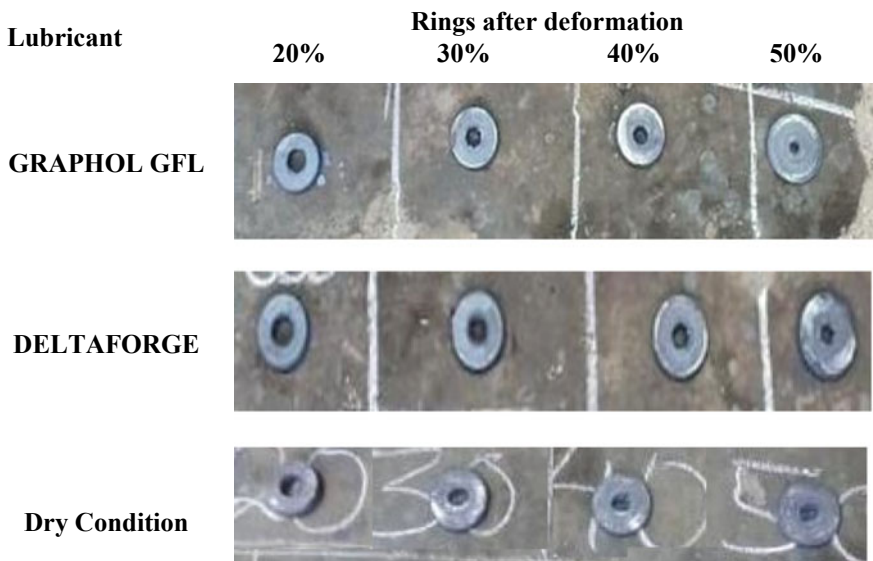 Rings after deformation
Lubricant
20% 30% 40% 50%
GRAPHOL GFL
DELTAFORGE
Dry Condition